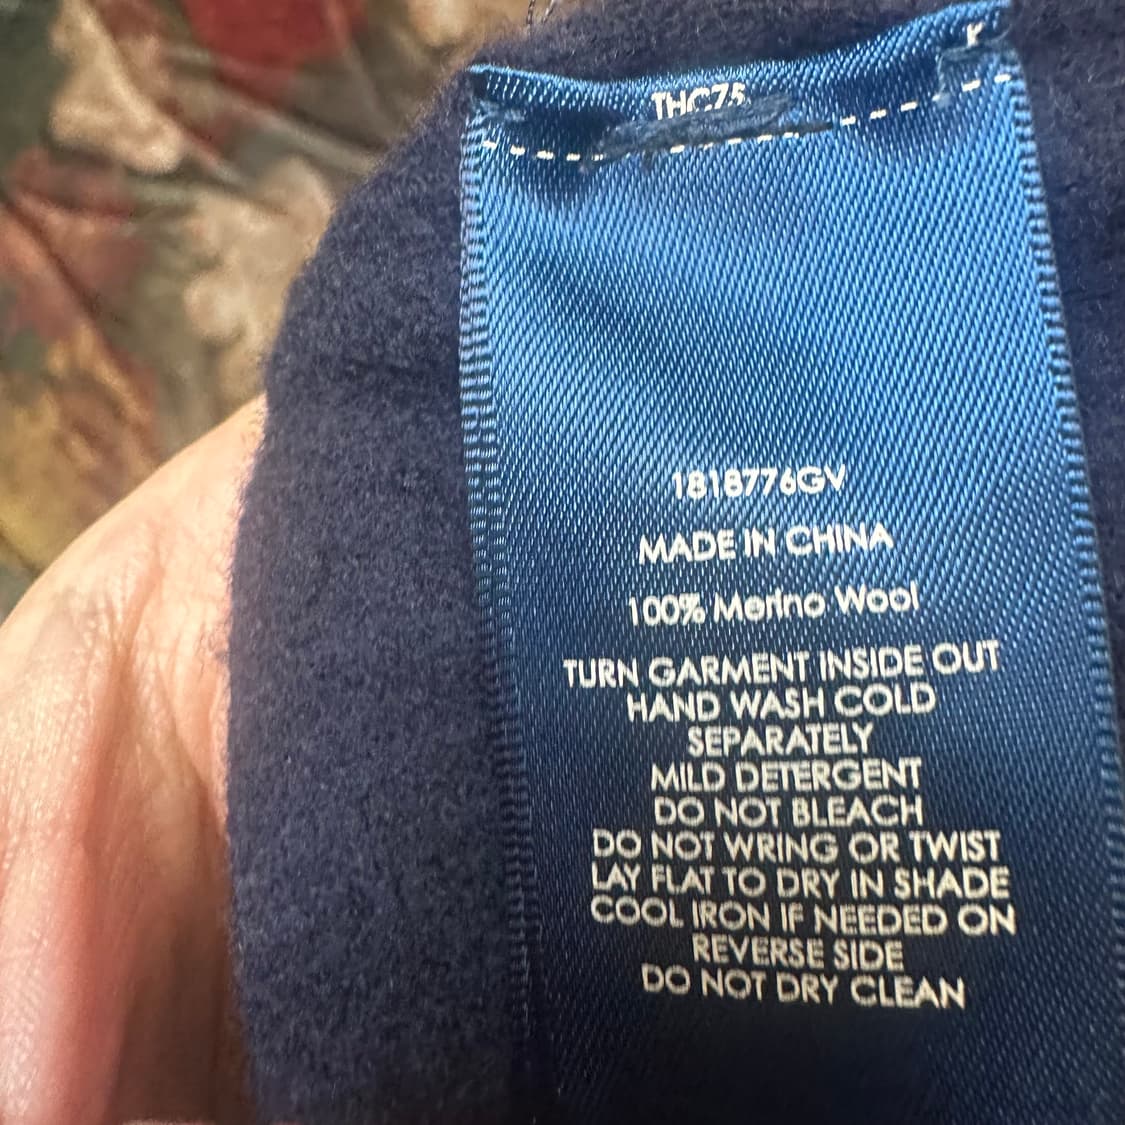 K
THC75
1818776GV
MADE IN CHINA
100% Merino Wool
TURN GARMENT INSIDE OUT
HAND WASH COLD
SEPARATELY
MILD DETERGENT
DO NOT BLEACH
DO NOT WRING OR TWIST
LAY FLAT TO DRY IN SHADE
COOL IRON IF NEEDED ON
REVERSE SIDE
DO NOT DRY CLEAN